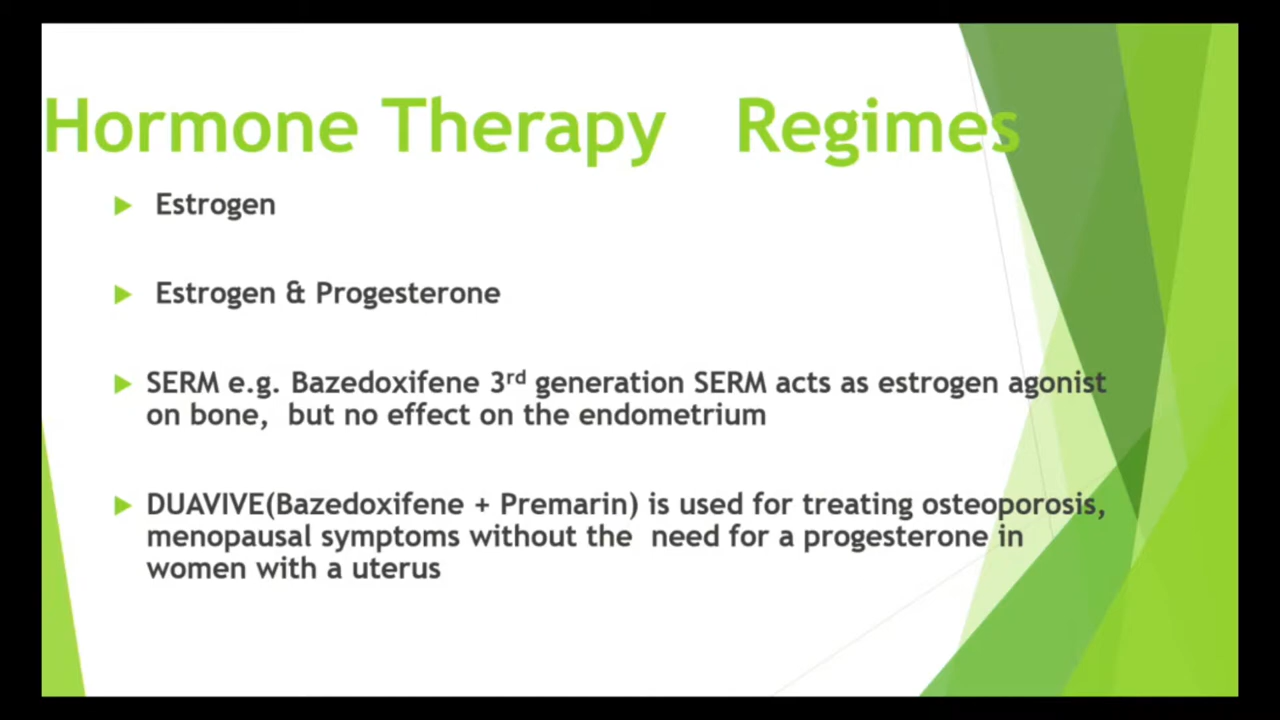 Hormone Therapy Regimes
Estrogen
Estrogen & Progesterone
SERM e.g. Bazedoxifene 3rd generation SERM acts as estrogen agonist
on bone, but no effect on the endometrium
DUAVIVE(Bazedoxifene + Premarin) is used for treating osteoporosis,
menopausal symptoms without the need for a progesterone in
women with a uterus